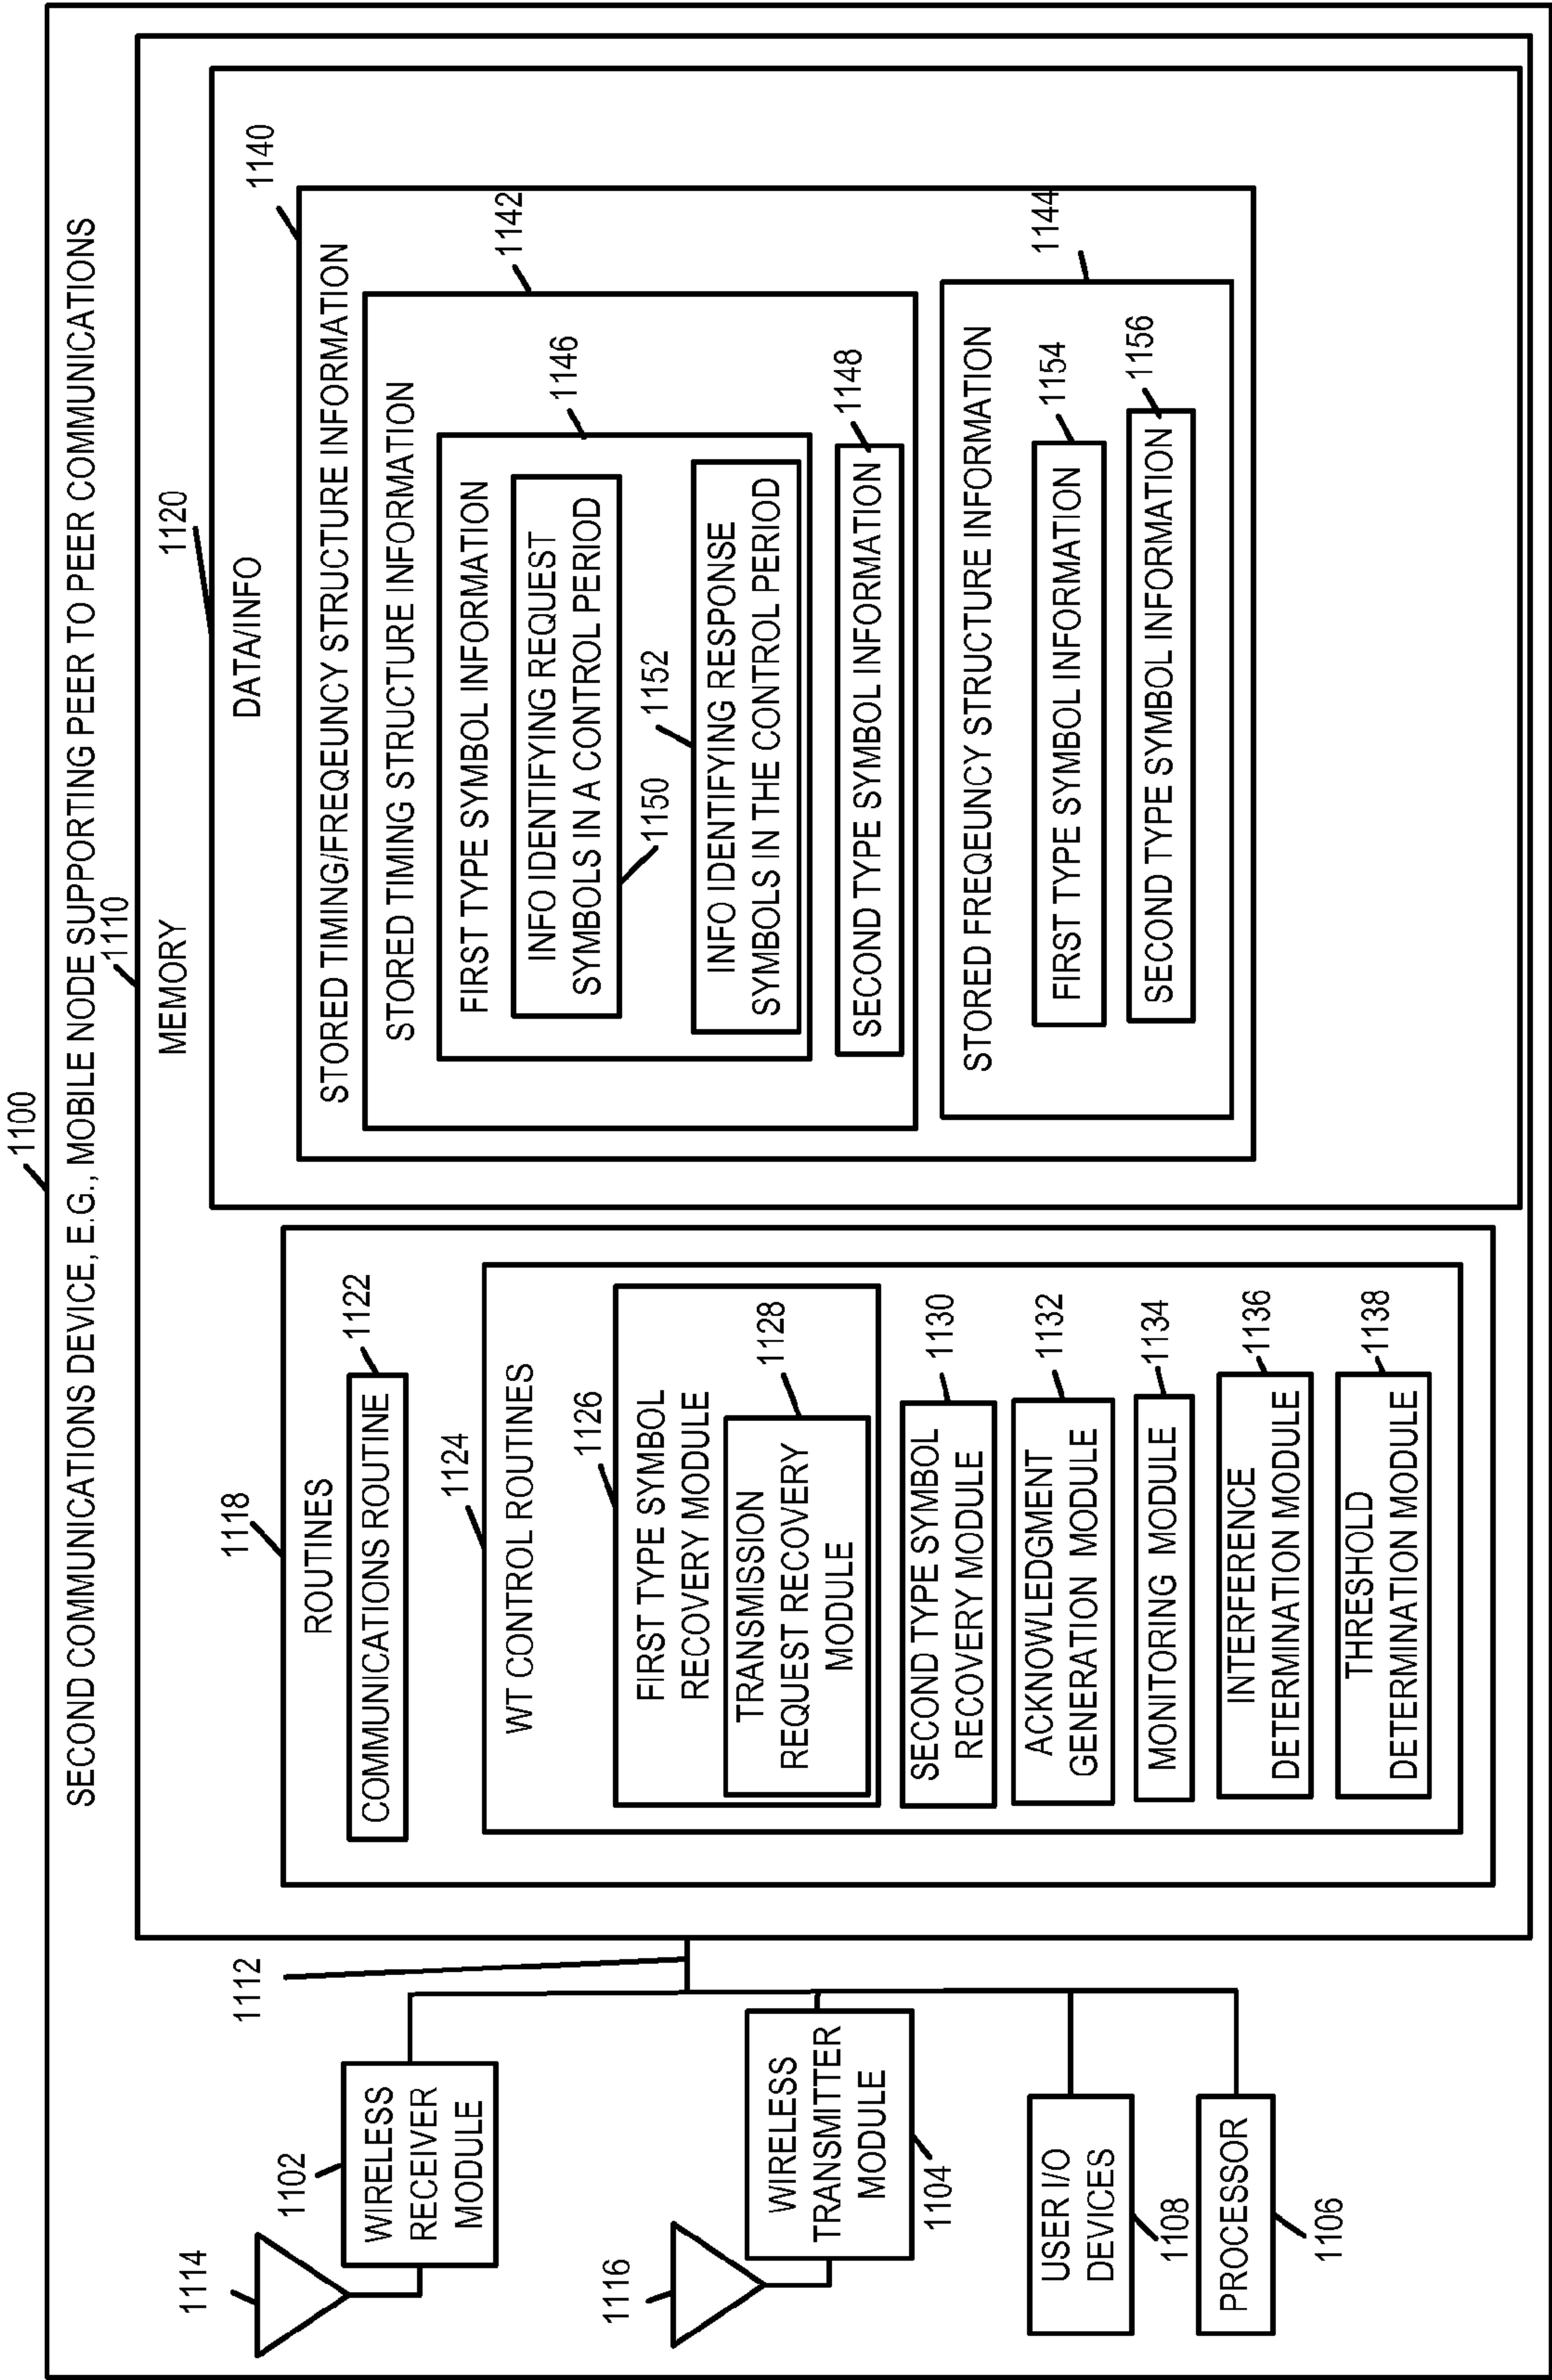 1100
SECOND COMMUNICATIONS DEVICE, E.G., MOBILE NODE SUPPORTING PEER TO PEER COMMUNICATIONS
1110
MEMORY
1114
1102
WIRELESS
RECEIVER
MODULE
1116
WIRELESS
TRANSMITTER
MODULE
1104
USER I/O
DEVICES
1108
PROCESSOR
1106
1112
1118
ROUTINES
1122
COMMUNICATIONS ROUTINE
1124
WT CONTROL ROUTINES
1126
FIRST TYPE SYMBOL
RECOVERY MODULE
1128
TRANSMISSION
REQUEST RECOVERY
MODULE
1130
SECOND TYPE SYMBOL
RECOVERY MODULE
1132
ACKNOWLEDGMENT
GENERATION MODULE
1134
MONITORING MODULE
1136
INTERFERENCE
DETERMINATION MODULE
1138
THRESHOLD
DETERMINATION MODULE
1120
DATA/INFO
1140
STORED TIMING/FREQEUNCY STRUCTURE INFORMATION
1142
STORED TIMING STRUCTURE INFORMATION
1146
FIRST TYPE SYMBOL INFORMATION
INFO IDENTIFYING REQUEST
SYMBOLS IN A CONTROL PERIOD
1150
1152
INFO IDENTIFYING RESPONSE
SYMBOLS IN THE CONTROL PERIOD
1148
SECOND TYPE SYMBOL INFORMATION
1144
STORED FREQEUNCY STRUCTURE INFORMATION
1154
FIRST TYPE SYMBOL INFORMATION
1156
SECOND TYPE SYMBOL INFORMATION